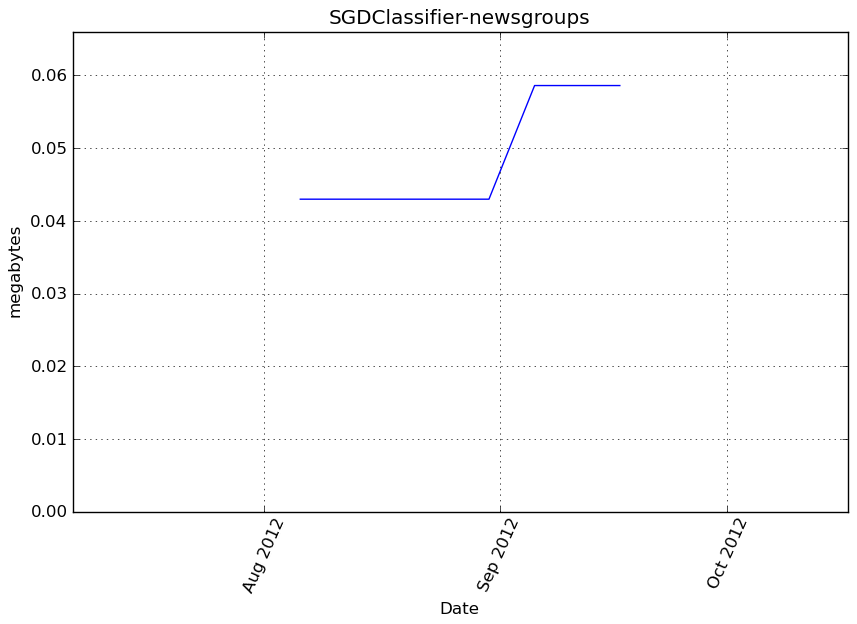 SGDClassifier-newsgroups
0.06
0.05
0.04
0.03
0.02
0.01
0.00
megabytes
Aug 2012
Sep 2012
Oct 2012
Date